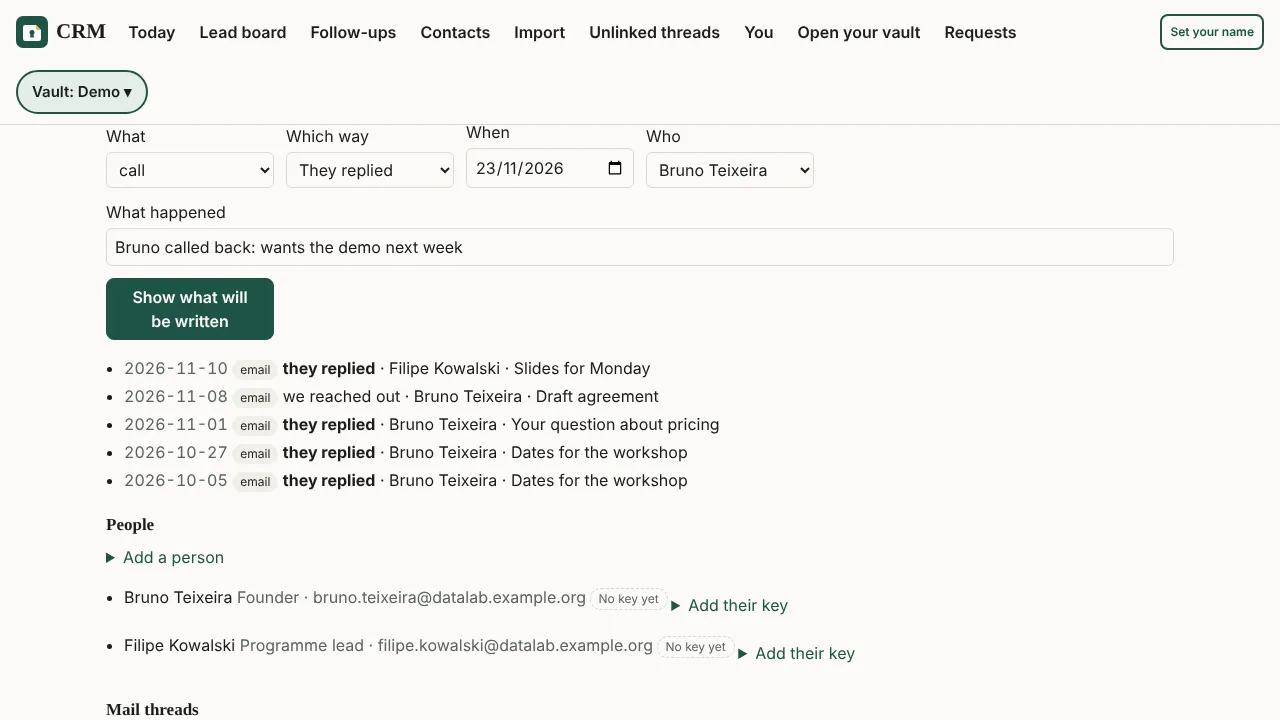 CRM Today Lead board Follow-ups Contacts Import Unlinked threads You Open your vault Requests Set your name
Vault: Demo ▾
What Which way When Who
call They replied 23/11/2026 Bruno Teixeira
What happened
Bruno called back: wants the demo next week
Show what will
be written
2026-11-10 email they replied · Filipe Kowalski · Slides for Monday
2026-11-08 email we reached out · Bruno Teixeira · Draft agreement
2026-11-01 email they replied · Bruno Teixeira · Your question about pricing
2026-10-27 email they replied · Bruno Teixeira · Dates for the workshop
2026-10-05 email they replied · Bruno Teixeira · Dates for the workshop
People
Add a person
Bruno Teixeira Founder · bruno.teixeira@datalab.example.org No key yet Add their key
Filipe Kowalski Programme lead · filipe.kowalski@datalab.example.org No key yet Add their key
Mail threads